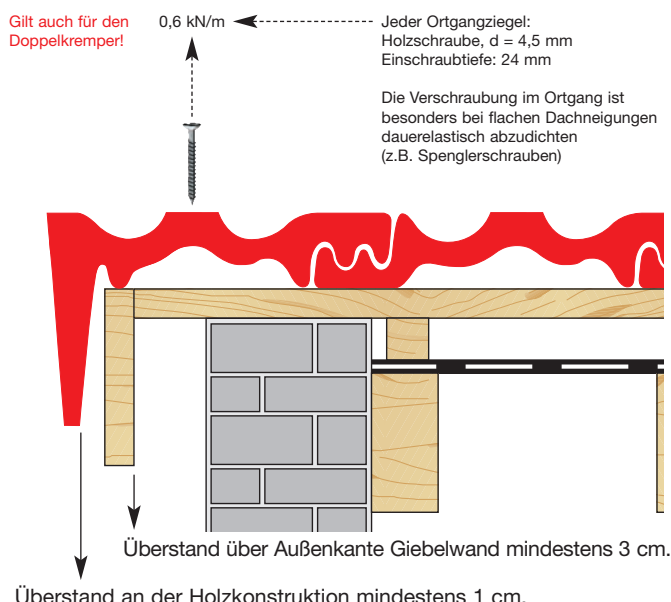 Gilt auch für den
Doppelkremper!
0,6 kN/m
Jeder Ortgangziegel:
Holzschraube, d = 4,5 mm
Einschraubtiefe: 24 mm
Die Verschraubung im Ortgang ist
besonders bei flachen Dachneigungen
dauerelastisch abzudichten
(z.B. Spenglerschrauben)
Überstand über Außenkante Giebelwand mindestens 3 cm.
Überstand an der Holzkonstruktion mindestens 1 cm.